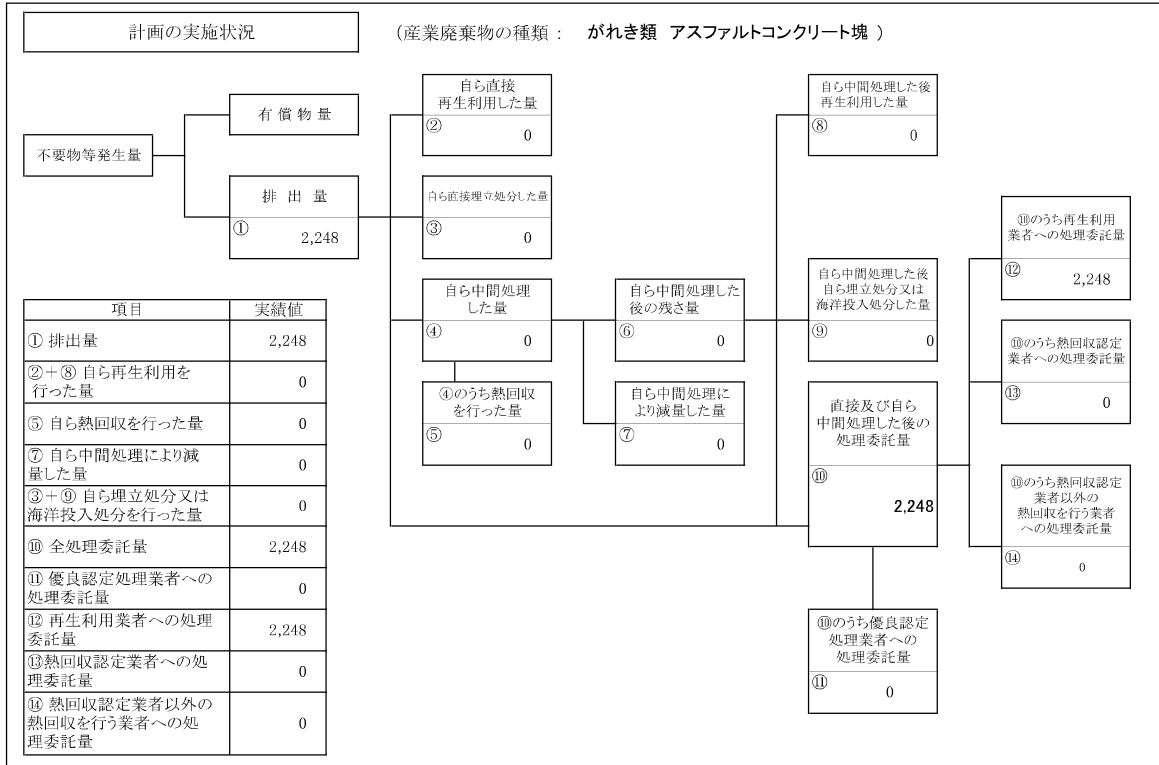 計画の実施状況
(産業廃棄物の種類： がれき類 アスファルトコンクリート塊 )
不要物等発生量
有償物量
排出量
①
2,248
自ら直接
再生利用した量
②
0
自ら直接埋立処分した量
③
0
自ら中間処理
した量
④
0
④のうち熱回収
を行った量
⑤
0
自ら中間処理した
後の残さ量
⑥
0
自ら中間処理に
より減量した量
⑦
0
自ら中間処理した後
再生利用した量
⑧
0
自ら中間処理した後
自ら埋立処分又は
海洋投入処分した量
⑨
0
直接及び自ら
中間処理した後の
処理委託量
⑩
2,248
⑩のうち優良認定
処理業者への
処理委託量
⑪
0
⑩のうち再生利用
業者への処理委託量
⑫
2,248
⑩のうち熱回収認定
業者への処理委託量
⑬
0
⑩のうち熱回収認定
業者以外の
熱回収を行う業者
への処理委託量
⑭
0
項目 実績値
① 排出量 2,248
②＋⑧ 自ら再生利用を
行った量 0
⑤ 自ら熱回収を行った量 0
⑦ 自ら中間処理により減
量した量 0
③＋⑨ 自ら埋立処分又は
海洋投入処分を行った量 0
⑩ 全処理委託量 2,248
⑪ 優良認定処理業者への
処理委託量 0
⑫ 再生利用業者への処理
委託量 2,248
⑬熱回収認定業者への処
理委託量 0
⑭ 熱回収認定業者以外の
熱回収を行う業者への処
理委託量 0